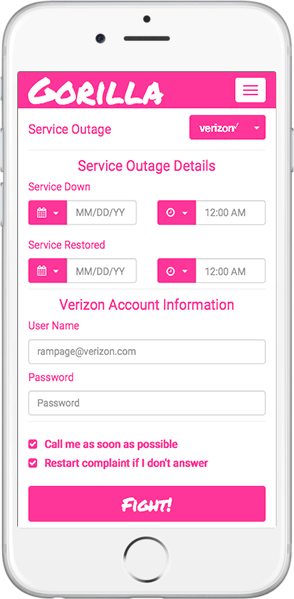 Gorilla
Service Outage verizon
Service Outage Details
Service Down
MM/DD/YY 12:00 AM
Service Restored
MM/DD/YY 12:00 AM
Verizon Account Information
User Name
rampage@verizon.com
Password
Password
Call me as soon as possible
Restart complaint if I don't answer
Fight!